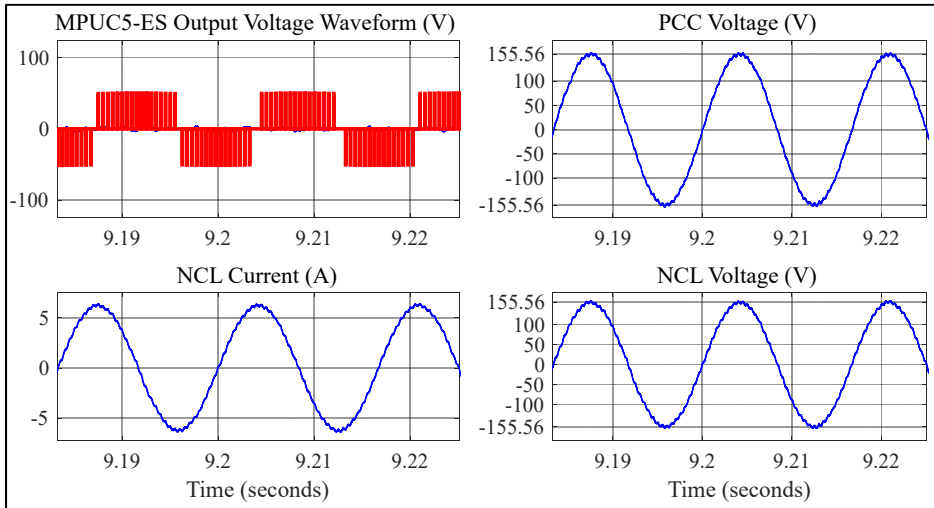 MPUC5-ES Output Voltage Waveform (V)
100
0
-100
9.19 9.2 9.21 9.22
PCC Voltage (V)
155.56
100
50
0
-50
-100
-155.56
9.19 9.2 9.21 9.22
NCL Current (A)
5
0
-5
9.19 9.2 9.21 9.22
Time (seconds)
NCL Voltage (V)
155.56
100
50
0
-50
-100
-155.56
9.19 9.2 9.21 9.22
Time (seconds)